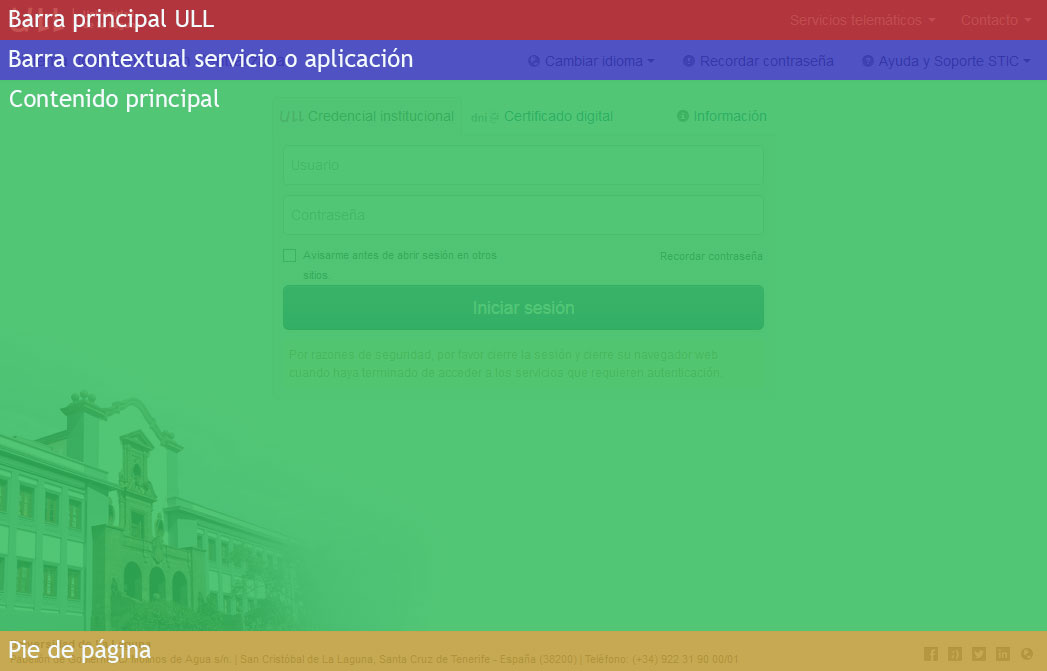 Barra principal ULL
Servicios telemáticos
Contacto
Barra contextual servicio o aplicación
Cambiar idioma
Recordar contraseña
Ayuda y Soporte STIC
Contenido principal
ULL Credencial institucional
dni e Certificado digital
Información
Usuario
Contraseña
Avisarme antes de abrir sesión en otros
sitios.
Recordar contraseña
Iniciar sesión
Por razones de seguridad, por favor cierre la sesión y cierre su navegador web
cuando haya terminado de acceder a los servicios que requieren autenticación.
Pie de página
de Agua s/n. | San Cristóbal de La Laguna. Santa Cruz de Tenerife - España (38200) | Teléfono: (+34) 922 31 90 00/01